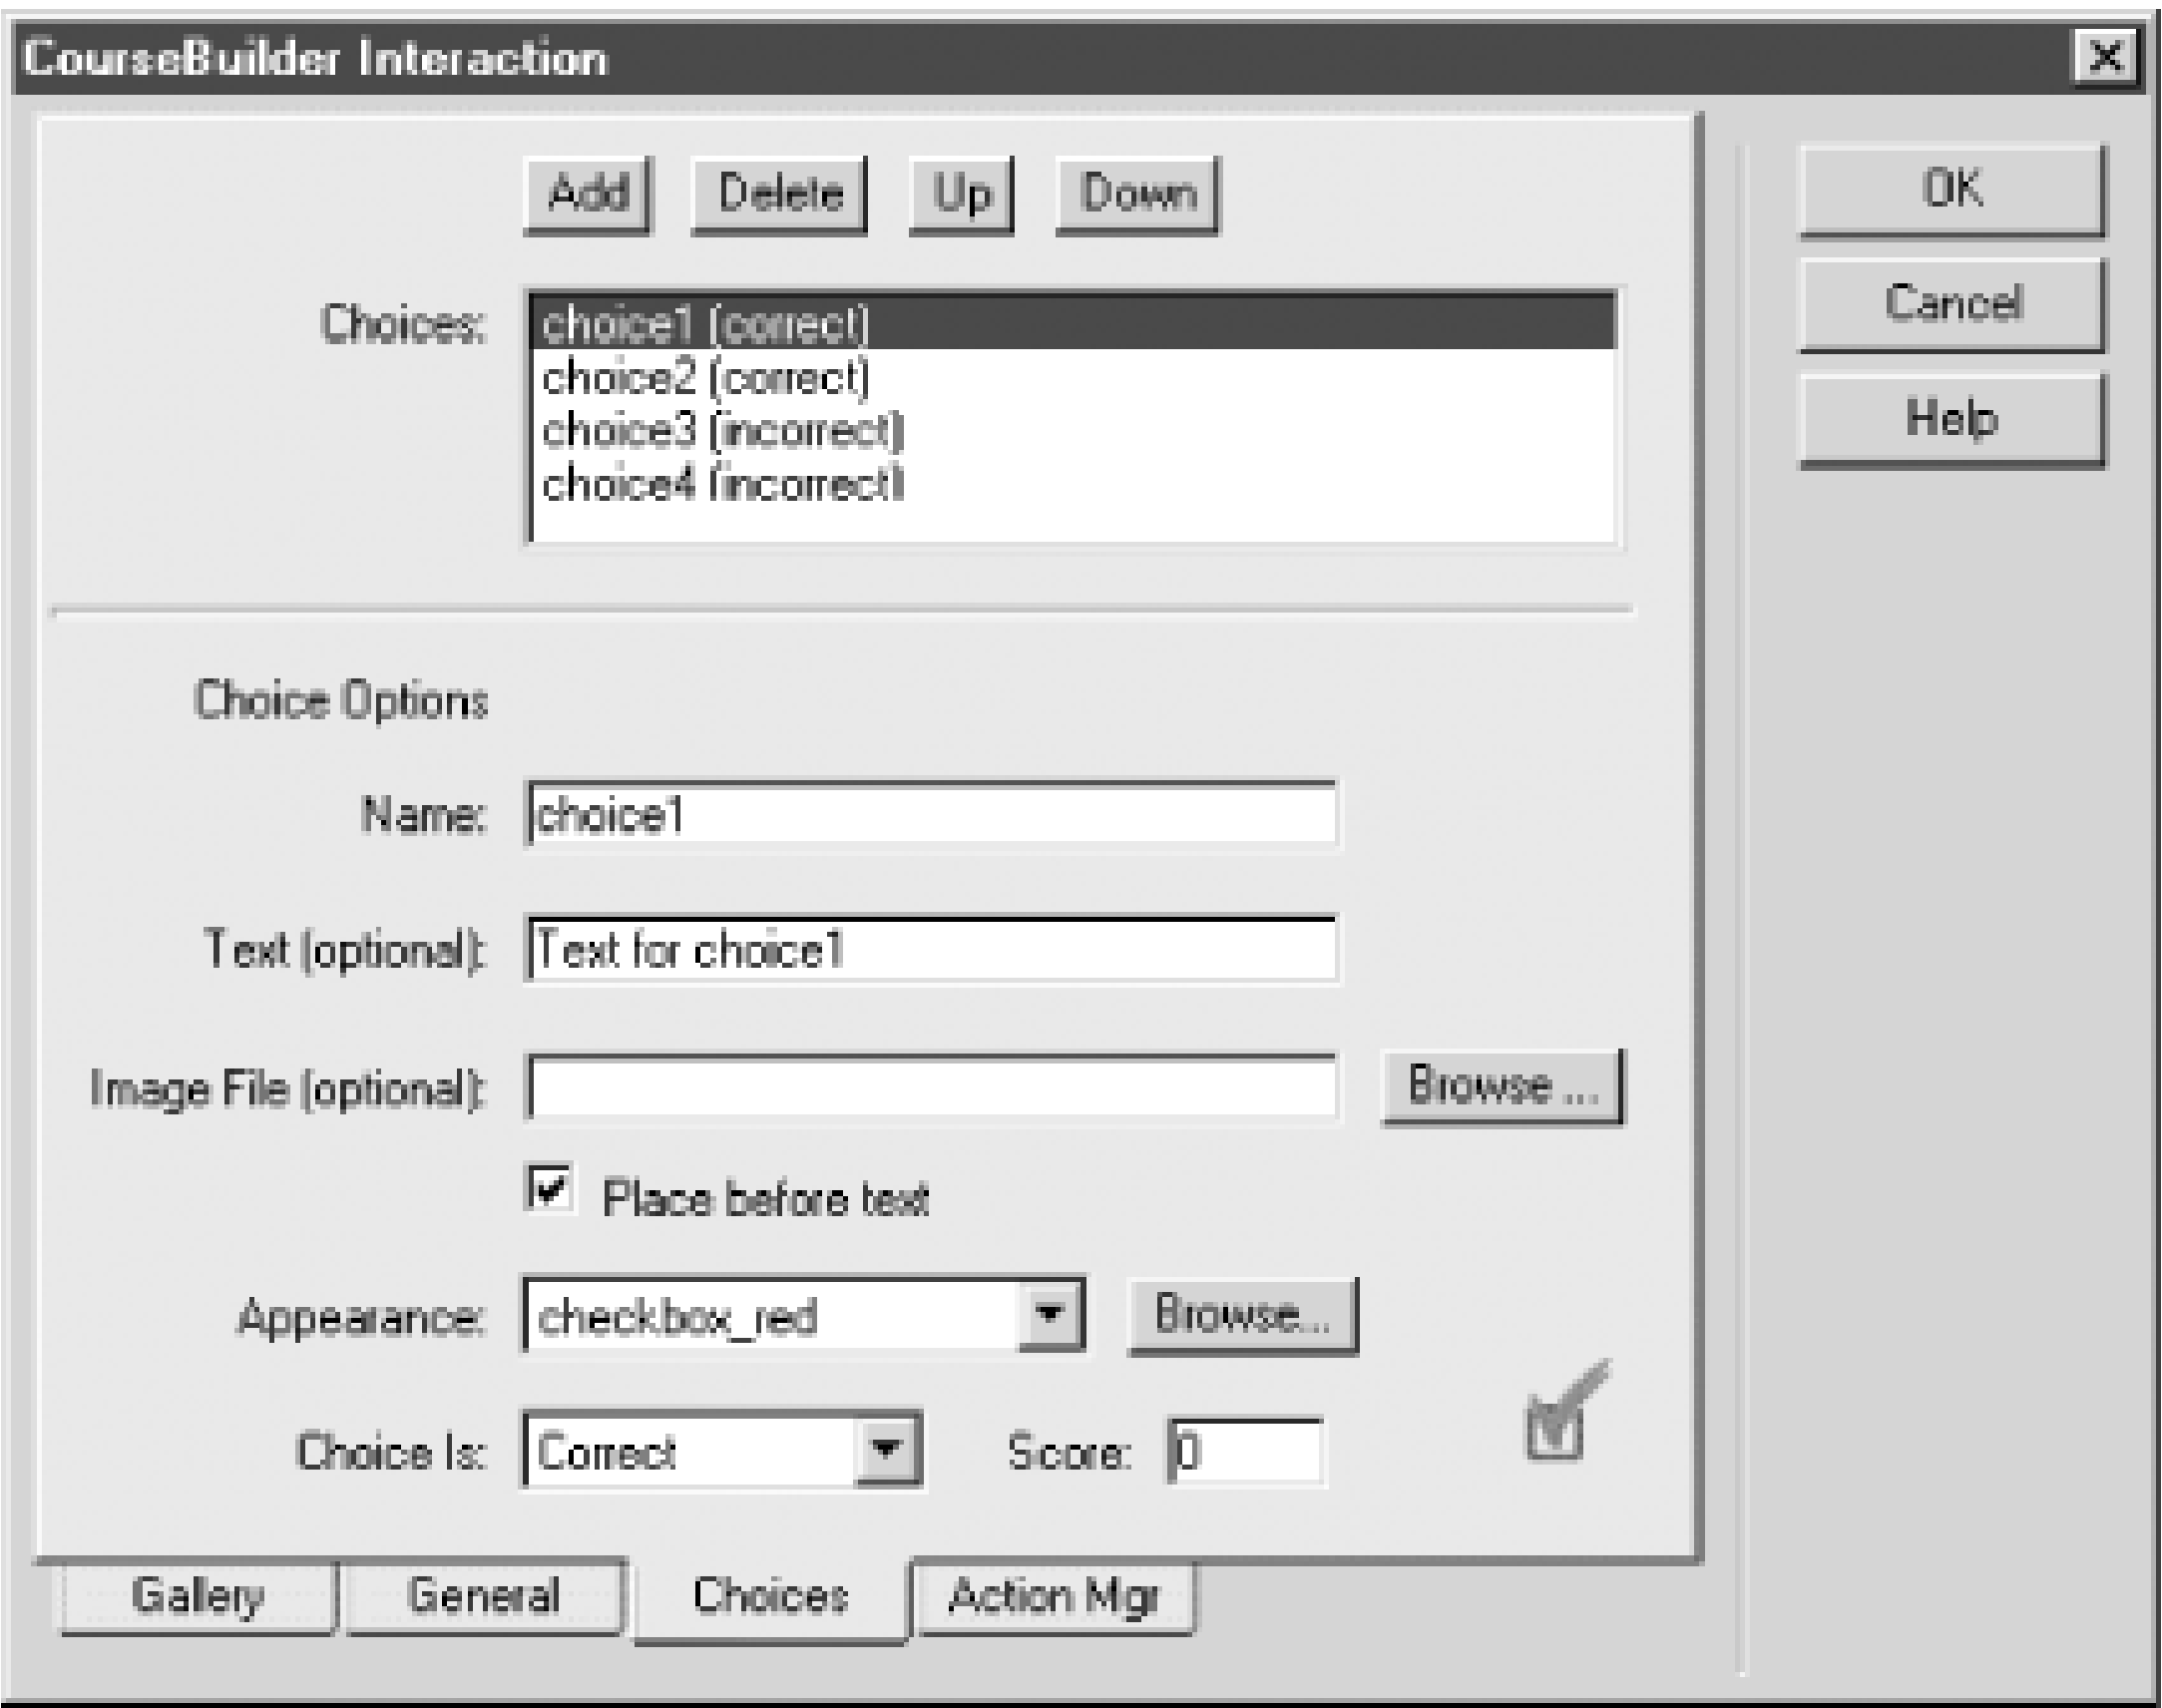 CourseBuilder Interaction
Add Delete Up Down
OK
Cancel
Help
Choices:
choice1 (correct)
choice2 (correct)
choice3 (incorrect)
choice4 (incorrect)
Choice Options
Name: choice1
Text (optional): Text for choice1
Image File (optional): Browse ...
Place before text
Appearance: checkbox_red Browse...
Choice Is: Correct Score: 0
Gallery General Choices Action Mgr